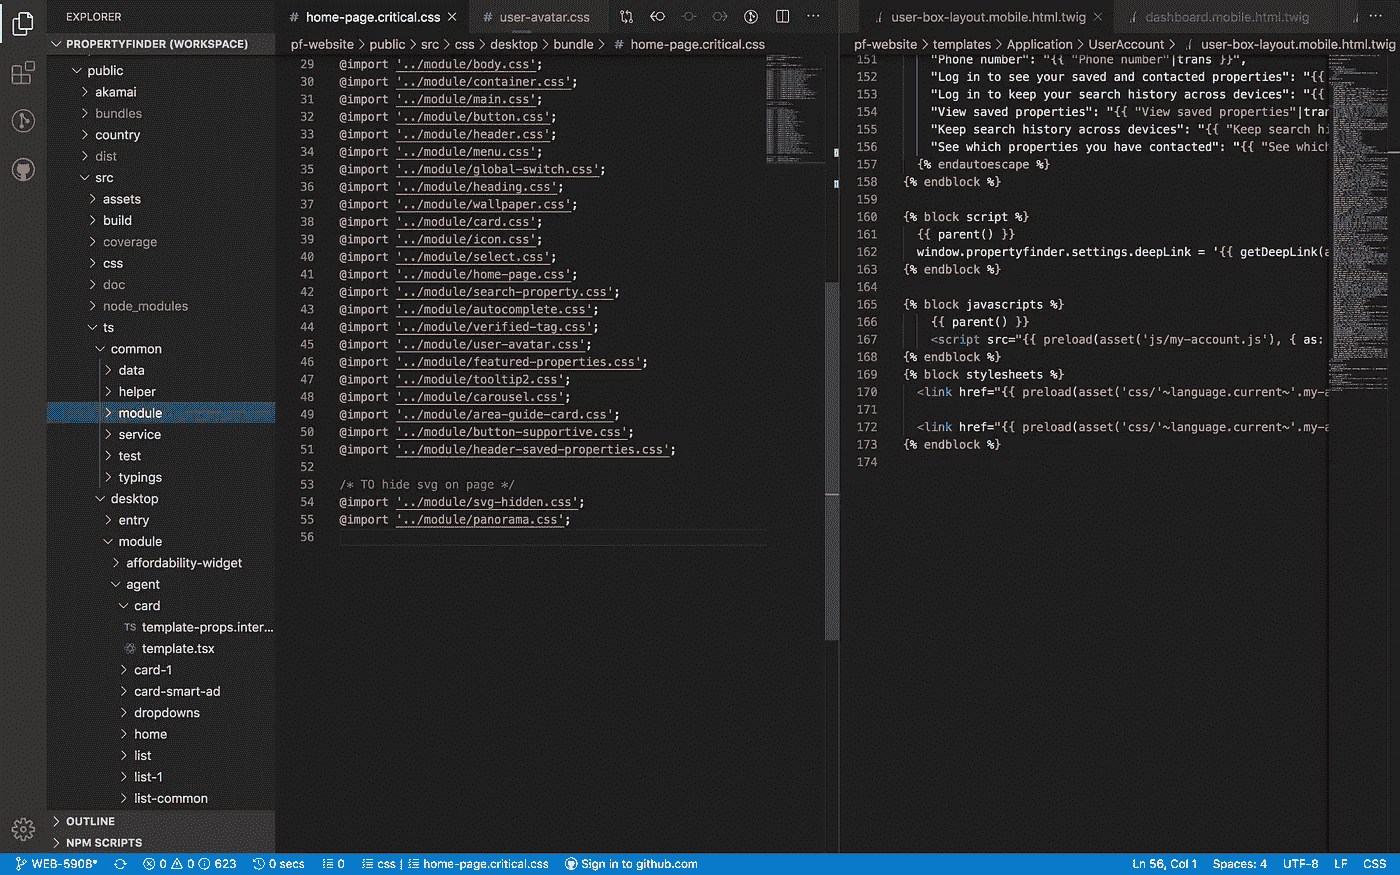 EXPLORER
PROPERTYFINDER (WORKSPACE)
public
akamai
bundles
country
dist
src
assets
build
coverage
css
doc
node_modules
ts
common
data
helper
module
service
test
typings
desktop
entry
module
affordability-widget
agent
card
TS template-props.inter...
template.tsx
card-1
card-smart-ad
dropdowns
home
list
list-1
list-common
OUTLINE
NPM SCRIPTS
# home-page.critical.css
# user-avatar.css
pf-website > public > src > css > desktop > bundle > # home-page.critical.css
29 @import '../module/body.css';
30 @import '../module/container.css';
31 @import '../module/main.css';
32 @import '../module/button.css';
33 @import '../module/header.css';
34 @import '../module/menu.css';
35 @import '../module/global-switch.css';
36 @import '../module/heading.css';
37 @import '../module/wallpaper.css';
38 @import '../module/card.css';
39 @import '../module/icon.css';
40 @import '../module/select.css';
41 @import '../module/home-page.css';
42 @import '../module/search-property.css';
43 @import '../module/autocomplete.css';
44 @import '../module/verified-tag.css';
45 @import '../module/user-avatar.css';
46 @import '../module/featured-properties.css';
47 @import '../module/tooltip2.css';
48 @import '../module/carousel.css';
49 @import '../module/area-guide-card.css';
50 @import '../module/button-supportive.css';
51 @import '../module/header-saved-properties.css';
52
53 /* TO hide svg on page */
54 @import '../module/svg-hidden.css';
55 @import '../module/panorama.css';
56
user-box-layout.mobile.html.twig
dashboard.mobile.html.twig
pf-website > templates > Application > UserAccount > user-box-layout.mobile.html.twig
151 "Phone number": "{{ "Phone number"|trans }}",
152 "Log in to see your saved and contacted properties": "{{
153 "Log in to keep your search history across devices": "{{
154 "View saved properties": "{{ "View saved properties"|tran
155 "Keep search history across devices": "{{ "Keep search hi
156 "See which properties you have contacted": "{{ "See which
157 {% endautoescape %}
158 {% endblock %}
159
160 {% block script %}
161 {{ parent() }}
162 window.propertyfinder.settings.deepLink = '{{ getDeepLink(a
163 {% endblock %}
164
165 {% block javascripts %}
166 {{ parent() }}
167 <script src="{{ preload(asset('js/my-account.js'), { as:
168 {% endblock %}
169 {% block stylesheets %}
170 <link href="{{ preload(asset('css/'~language.current~'.my-a
171
172 <link href="{{ preload(asset('css/'~language.current~'.my-a
173 {% endblock %}
174
WEB-5908* 0 0 623 0 secs 0 css | home-page.critical.css Sign in to github.com Ln 56, Col 1 Spaces: 4 UTF-8 LF CSS